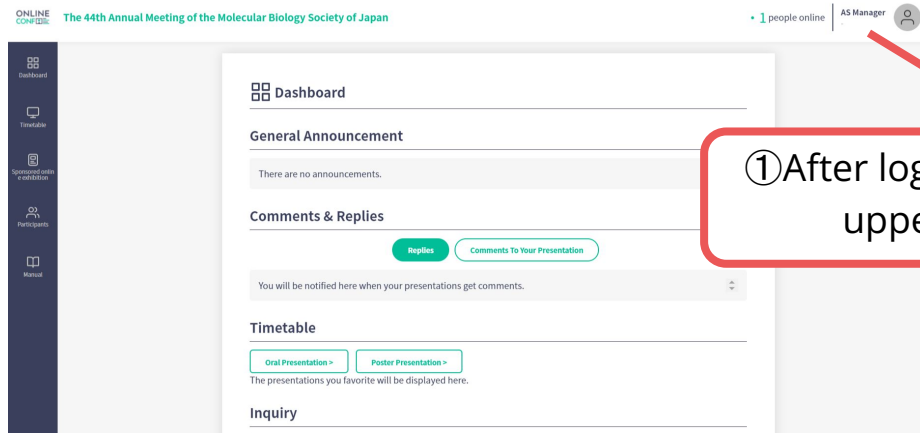 ONLINE
CONF
The 44th Annual Meeting of the Molecular Biology Society of Japan
• 1 people online
AS Manager
Dashboard
Timetable
Sponsored onlin
e exhibition
Participants
Manual
Dashboard
General Announcement
There are no announcements.
Comments & Replies
Replies
Comments To Your Presentation
You will be notified here when your presentations get comments.
Timetable
Oral Presentation >
Poster Presentation >
The presentations you favorite will be displayed here.
Inquiry
①After log
uppe